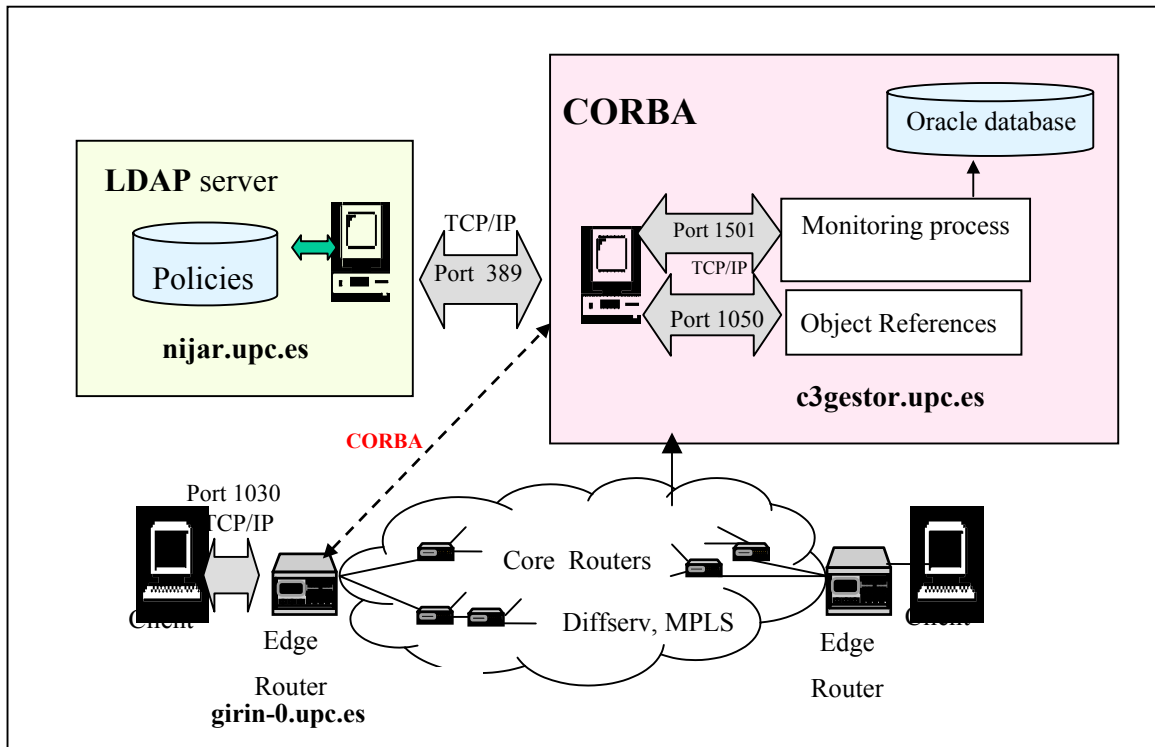 CORBA
Oracle database
LDAP server
TCP/IP
Port 389
Port 1501
TCP/IP
Monitoring process
Policies
Port 1050
Object References
nijar.upc.es
c3gestor.upc.es
CORBA
Port 1030
TCP/IP
Core Routers
Diffserv, MPLS
Client
Client
Edge
Router
girin-0.upc.es
Edge
Router